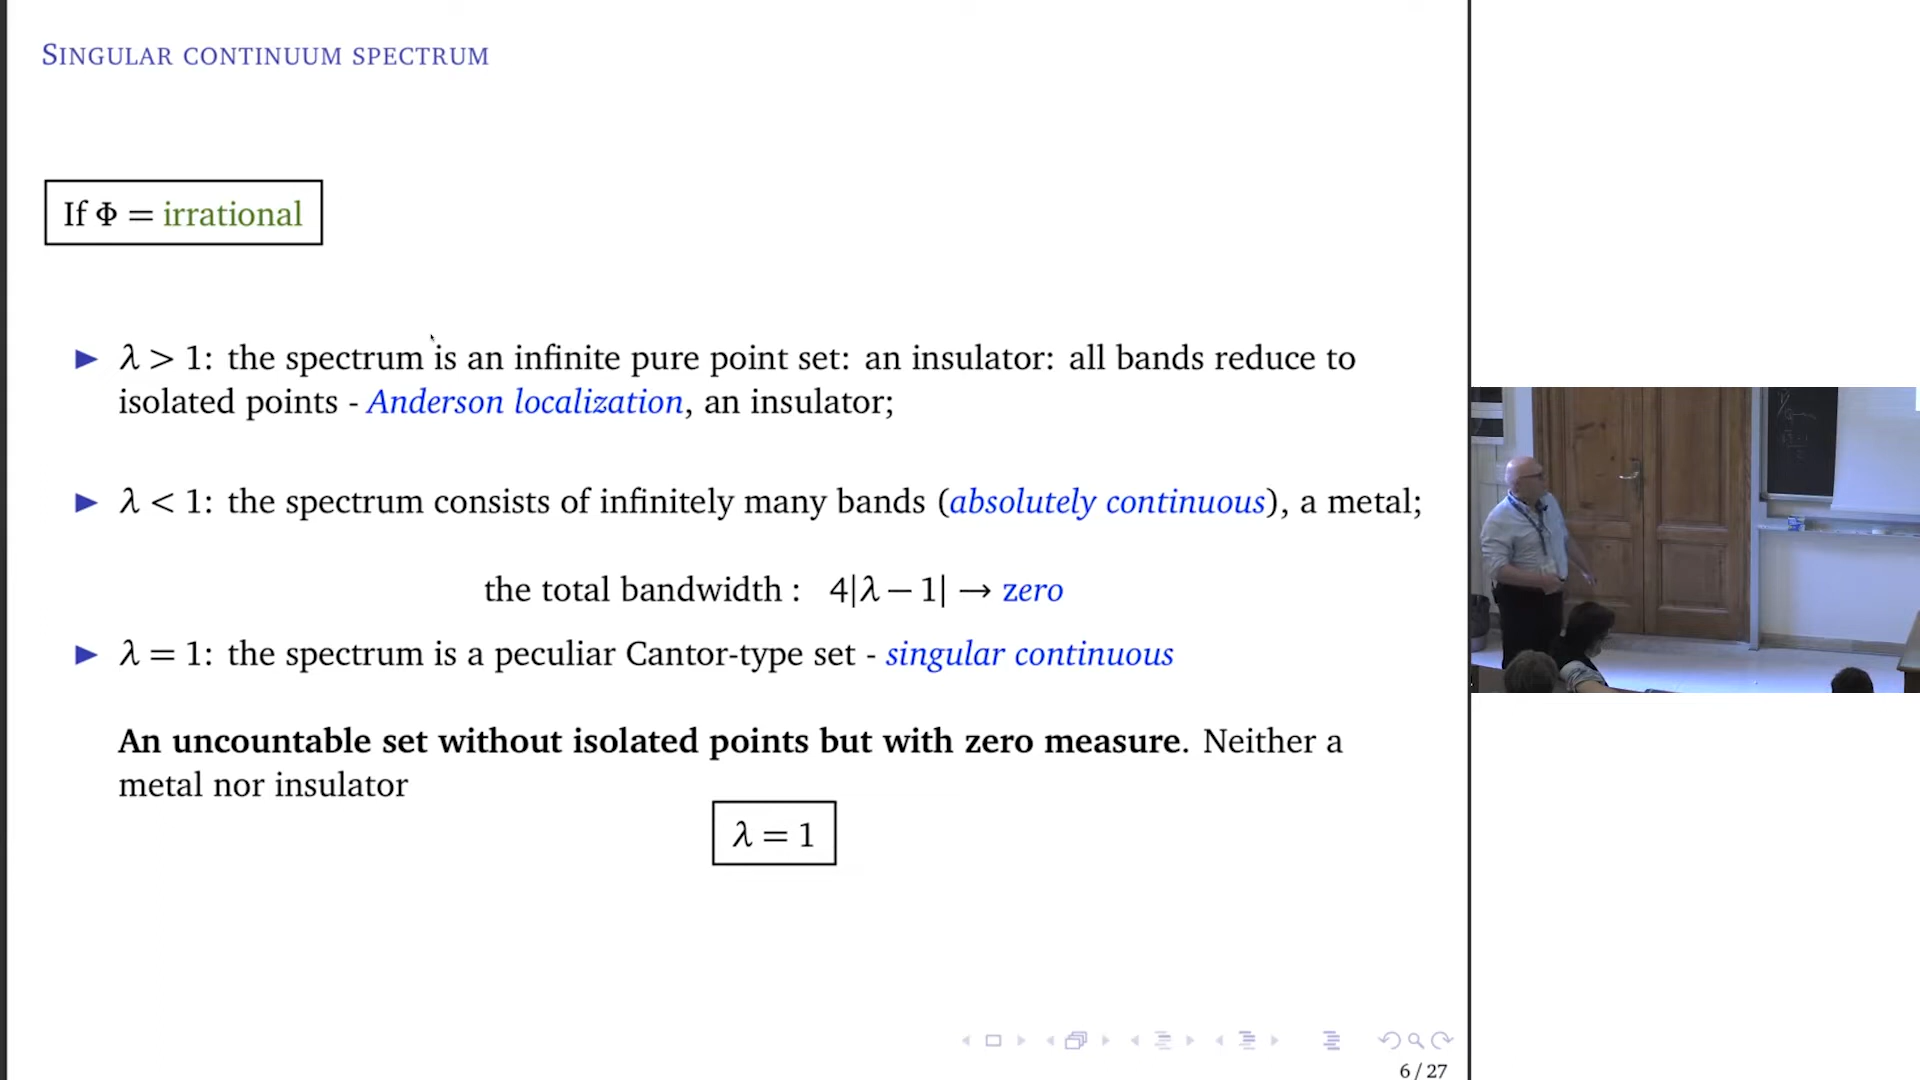 SINGULAR CONTINUUM SPECTRUM
If Φ = irrational
▶ λ > 1: the spectrum is an infinite pure point set: an insulator: all bands reduce to
isolated points - Anderson localization, an insulator;
▶ λ < 1: the spectrum consists of infinitely many bands (absolutely continuous), a metal;
the total bandwidth : 4|λ − 1| → zero
▶ λ = 1: the spectrum is a peculiar Cantor-type set - singular continuous
An uncountable set without isolated points but with zero measure. Neither a
metal nor insulator
λ = 1
6 / 27